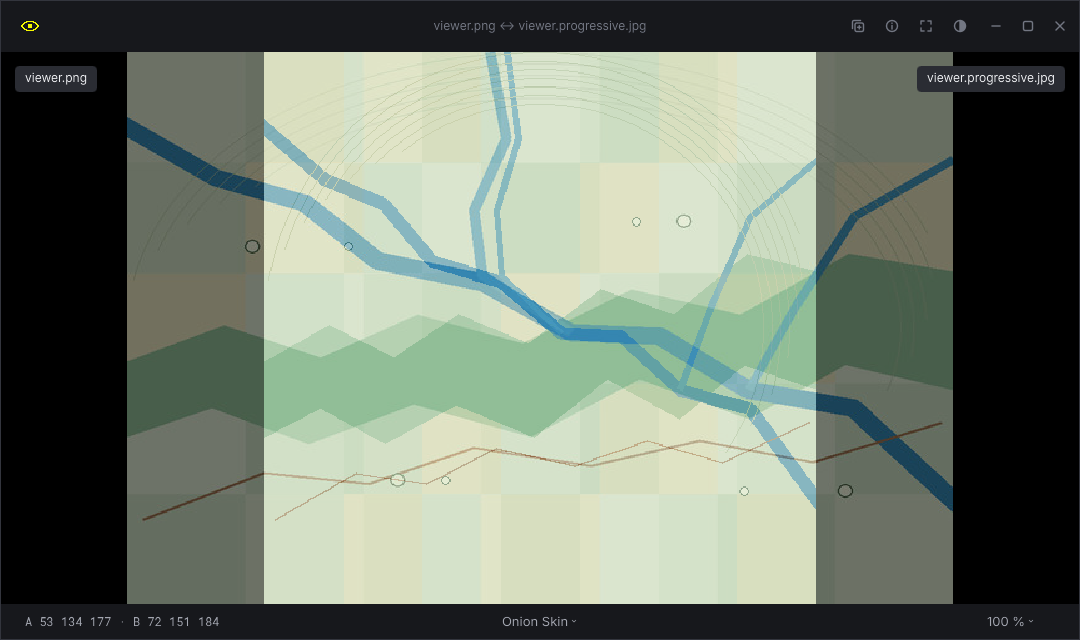 viewer.png ↔ viewer.progressive.jpg
viewer.png
viewer.progressive.jpg
A 53 134 177 · B 72 151 184
Onion Skin
100 %